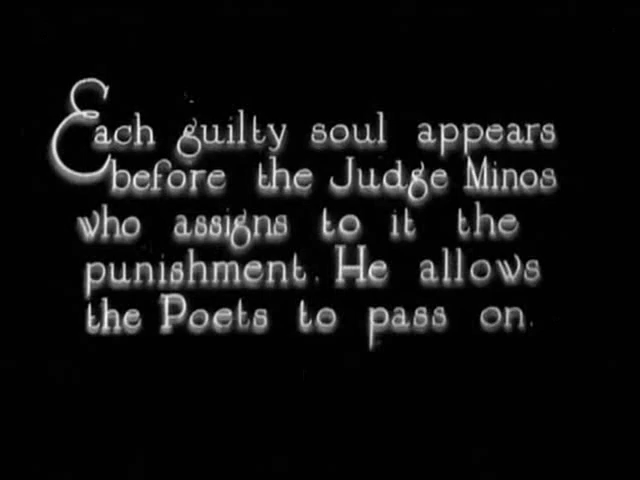 Each guilty soul appears
before the Judge Minos
who assigns to it the
punishment. He allows
the Poets to pass on.